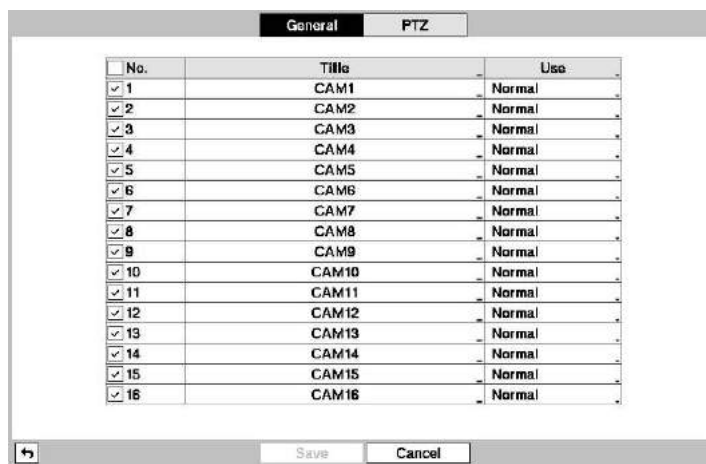 General PTZ
No. Title Use
1 CAM1 Normal
2 CAM2 Normal
3 CAM3 Normal
4 CAM4 Normal
5 CAM5 Normal
6 CAM6 Normal
7 CAM7 Normal
8 CAM8 Normal
9 CAM9 Normal
10 CAM10 Normal
11 CAM11 Normal
12 CAM12 Normal
13 CAM13 Normal
14 CAM14 Normal
15 CAM15 Normal
16 CAM16 Normal
Save Cancel